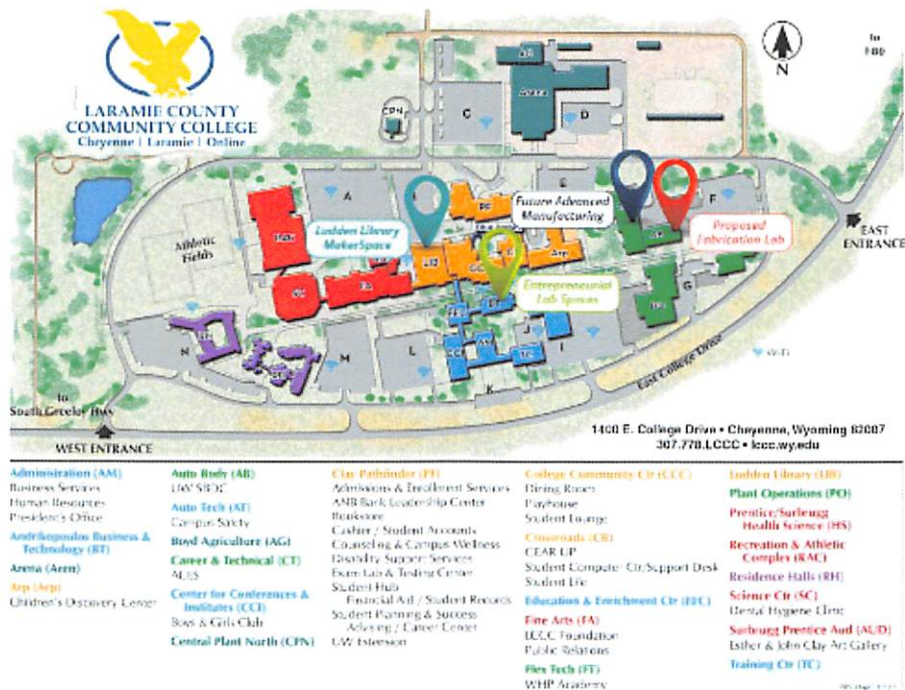 LARAMIE COUNTY
COMMUNITY COLLEGE
Cheyenne | Laramie | Online
N
to
I-80
CPN
C
Arena
D
A
E
F
Athletic
Fields
Ludden Library
MakerSpace
Future Advanced
Manufacturing
Proposed
Fabrication Lab
Entrepreneurial
Lab Spaces
EAST
ENTRANCE
LIB
Arp
FA
G
N
M
L
J
I
K
East College Drive
WiFi
to
South Greeley Hwy
WEST ENTRANCE
1400 E. College Drive • Cheyenne, Wyoming 82007
307.778.LCCC • lccc.wy.edu
Administration (AM)
Business Services
Human Resources
President's Office
Andrikopoulos Business &
Technology (BT)
Arena (Aren)
Arp (Arp)
Children's Discovery Center
Auto Body (AB)
UW SBDC
Auto Tech (AT)
Campus Safety
Boyd Agriculture (AG)
Career & Technical (CT)
ACES
Center for Conferences &
Institutes (CCI)
Boys & Girls Club
Central Plant North (CPN)
Clay Pathfinder (PF)
Admissions & Enrollment Services
ANB Bank Leadership Center
Bookstore
Cashier / Student Accounts
Counseling & Campus Wellness
Disability Support Services
Exam Lab & Testing Center
Student Hub
Financial Aid / Student Records
Student Planning & Success
Advising / Career Center
UW Extension
College Community Ctr (CCC)
Dining Room
Playhouse
Student Lounge
Crossroads (CR)
GEAR UP
Student Computer Ctr/Support Desk
Student Life
Education & Enrichment Ctr (EEC)
Fine Arts (FA)
LCCC Foundation
Public Relations
Flex Tech (FT)
WHP Academy
Ludden Library (LIB)
Plant Operations (PO)
Prentice/Surbrugg
Health Science (HS)
Recreation & Athletic
Complex (RAC)
Residence Halls (RH)
Science Ctr (SC)
Dental Hygiene Clinic
Surbrugg Prentice Aud (AUD)
Esther & John Clay Art Gallery
Training Ctr (TC)